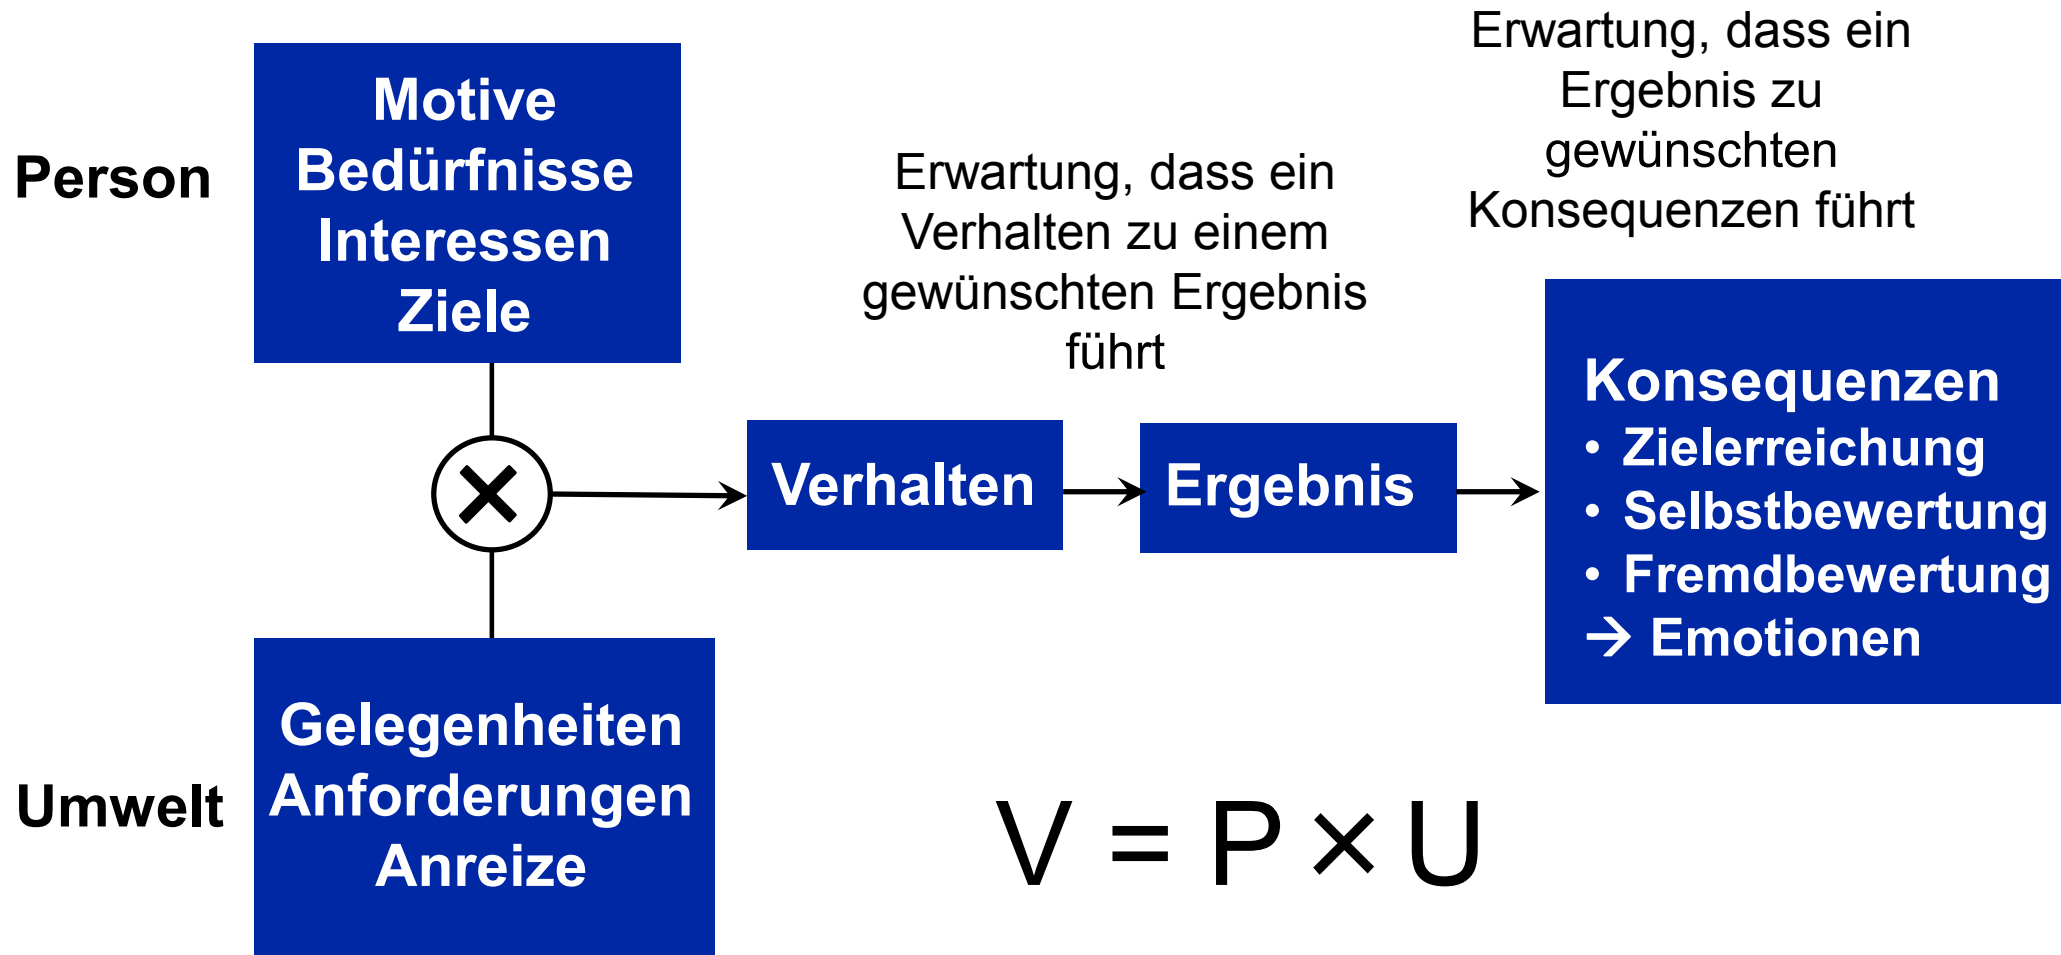 Person
Motive
Bedürfnisse
Interessen
Ziele
Erwartung, dass ein
Verhalten zu einem
gewünschten Ergebnis
führt
Erwartung, dass ein
Ergebnis zu
gewünschten
Konsequenzen führt
×
Verhalten
Ergebnis
Konsequenzen
• Zielerreichung
• Selbstbewertung
• Fremdbewertung
→ Emotionen
Umwelt
Gelegenheiten
Anforderungen
Anreize
V = P × U